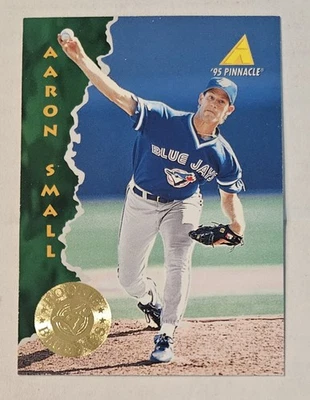 AARON SMALL
'95 PINNACLE
BLUE JAYS